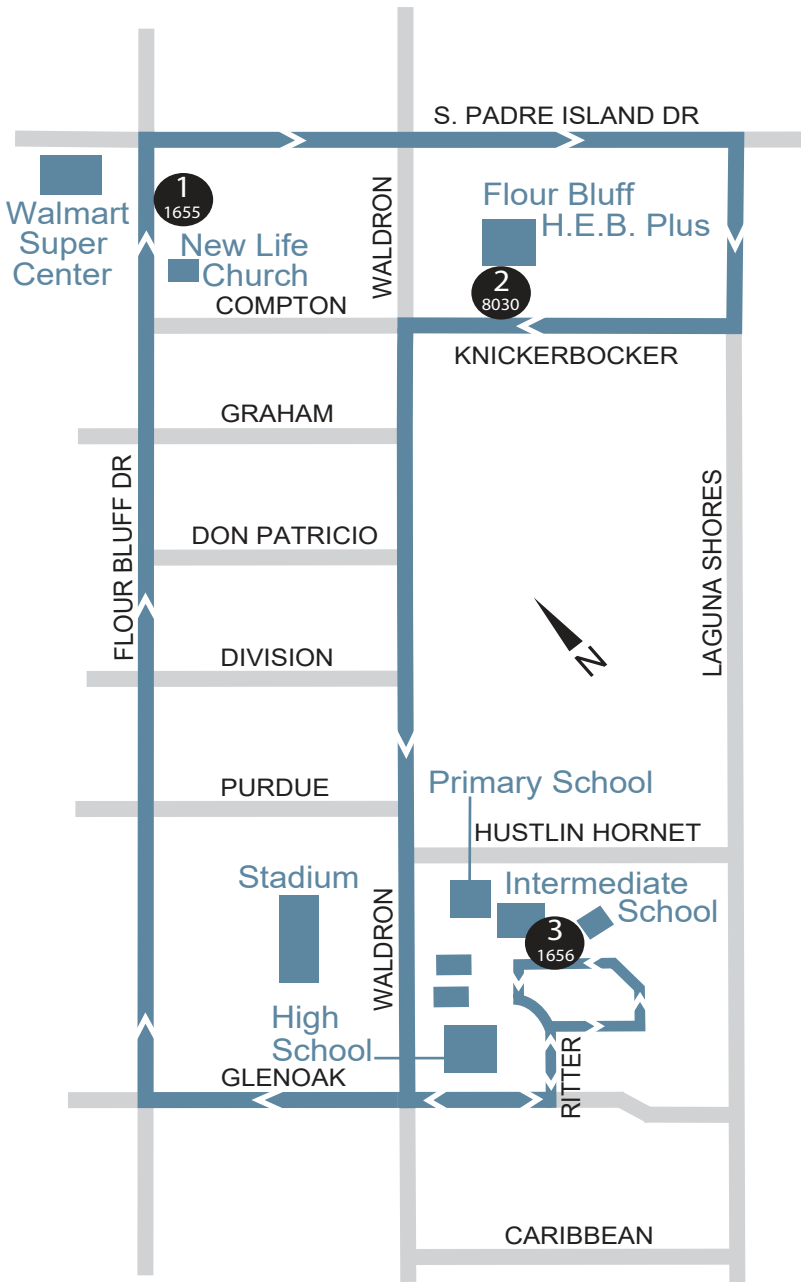 S. PADRE ISLAND DR
1
1655
Walmart
Super
Center
New Life
Church
WALDRON
Flour Bluff
H.E.B. Plus
2
8030
COMPTON
KNICKERBOCKER
GRAHAM
FLOUR BLUFF DR
DON PATRICIO
LAGUNA SHORES
DIVISION
N
PURDUE
Primary School
HUSTLIN HORNET
Stadium
Intermediate
School
WALDRON
3
1656
High
School
GLENOAK
RITTER
CARIBBEAN